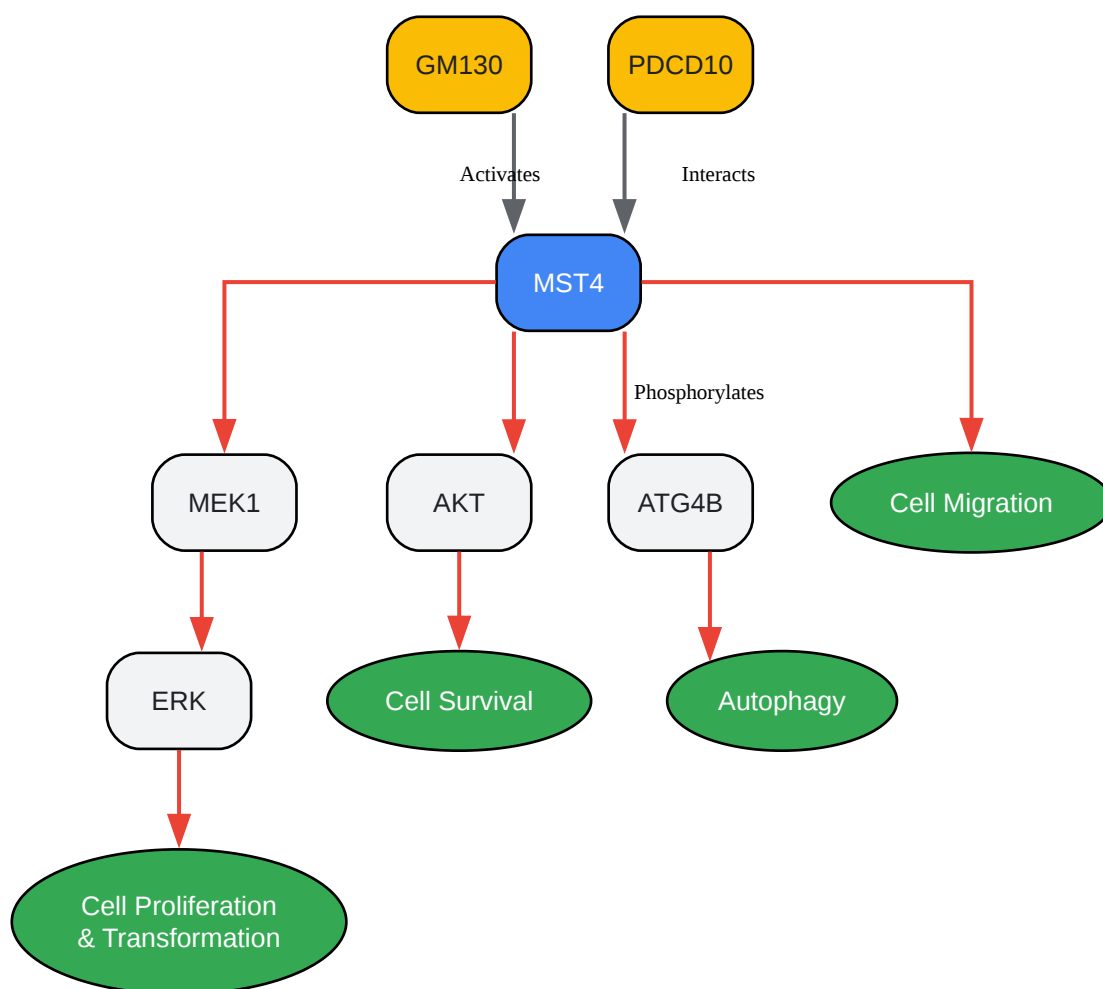 GM130
PDCD10
Activates
Interacts
MST4
Phosphorylates
MEK1
AKT
ATG4B
Cell Migration
ERK
Cell Survival
Autophagy
Cell Proliferation
& Transformation